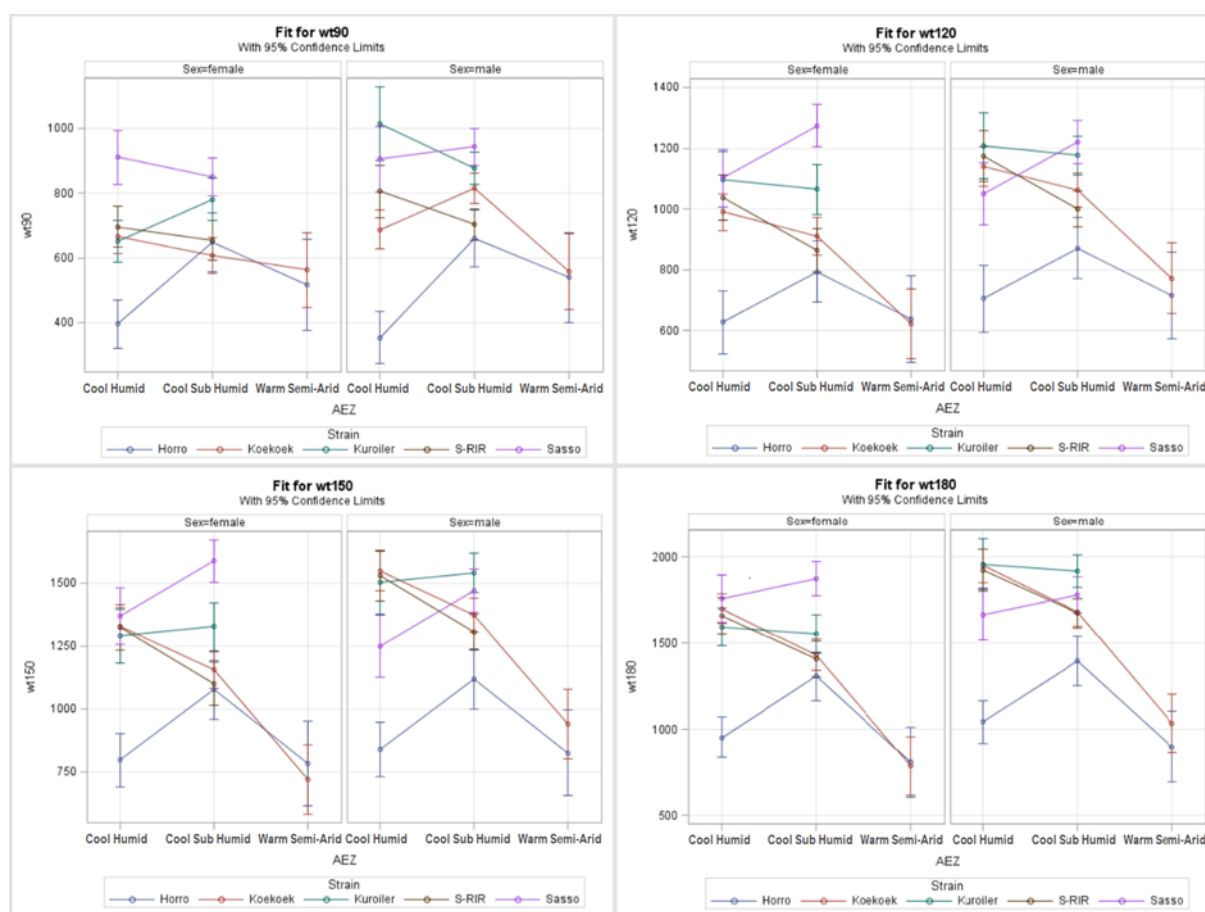 Fit for wt90
With 95% Confidence Limits
Sex=female Sex=male
1000
800
600
400
wt90
Cool Humid Cool Sub Humid Warm Semi-Arid Cool Humid Cool Sub Humid Warm Semi-Arid
AEZ
Strain
Horro Koekoek Kuroiler S-RIR Sasso
Fit for wt120
With 95% Confidence Limits
Sex=female Sex=male
1400
1200
1000
800
600
wt120
Cool Humid Cool Sub Humid Warm Semi-Arid Cool Humid Cool Sub Humid Warm Semi-Arid
AEZ
Strain
Horro Koekoek Kuroiler S-RIR Sasso
Fit for wt150
With 95% Confidence Limits
Sex=female Sex=male
1500
1250
1000
750
wt150
Cool Humid Cool Sub Humid Warm Semi-Arid Cool Humid Cool Sub Humid Warm Semi-Arid
AEZ
Strain
Horro Koekoek Kuroiler S-RIR Sasso
Fit for wt180
With 95% Confidence Limits
Sex=female Sex=male
2000
1500
1000
500
wt180
Cool Humid Cool Sub Humid Warm Semi-Arid Cool Humid Cool Sub Humid Warm Semi-Arid
AEZ
Strain
Horro Koekoek Kuroiler S-RIR Sasso